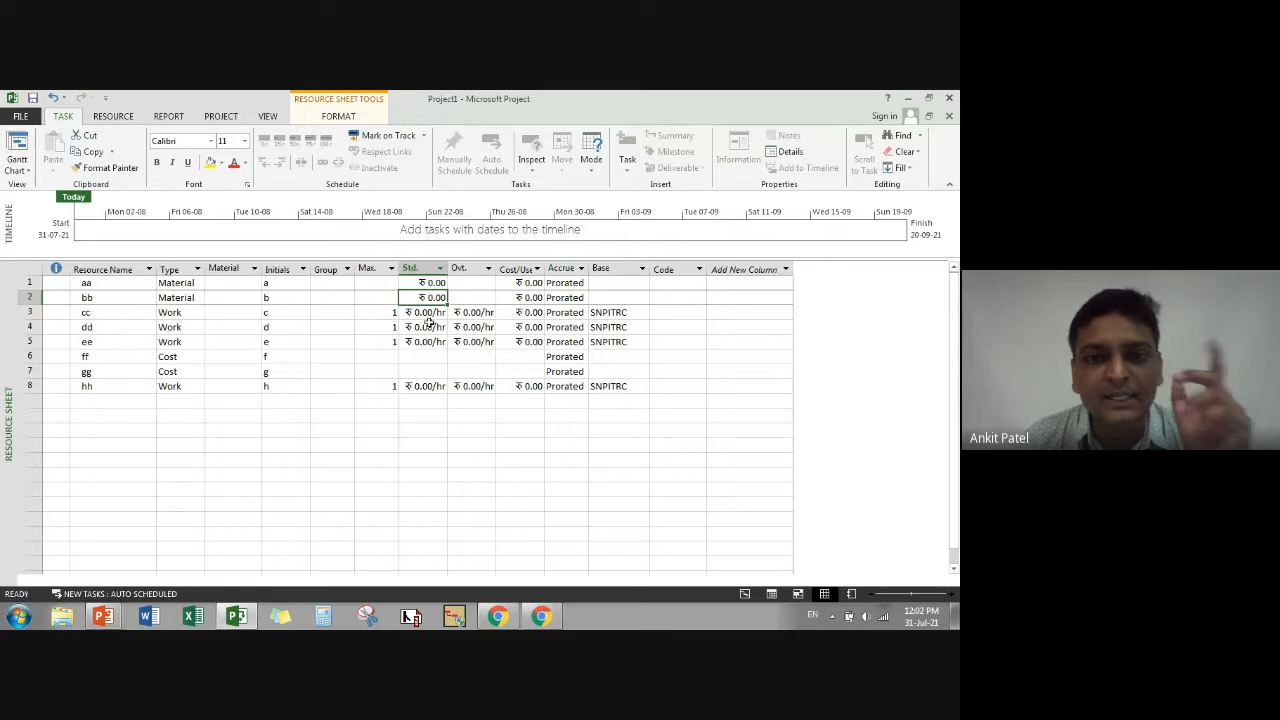 RESOURCE SHEET TOOLS
Project1 - Microsoft Project
FILE TASK RESOURCE REPORT PROJECT VIEW FORMAT Sign in
Gantt Chart
View
Paste
Cut
Copy
Format Painter
Clipboard
Calibri 11
B I U A
Font
Mark on Track
Respect Links
Inactivate
Schedule
Manually Schedule
Auto Schedule
Inspect
Move
Mode
Tasks
Task
Summary
Milestone
Deliverable
Insert
Information
Notes
Details
Add to Timeline
Properties
Scroll to Task
Find
Clear
Fill
Editing
TIMELINE
Today
Start
31-07-21
Mon 02-08 Fri 06-08 Tue 10-08 Sat 14-08 Wed 18-08 Sun 22-08 Thu 26-08 Mon 30-08 Fri 03-09 Tue 07-09 Sat 11-09 Wed 15-09 Sun 19-09
Add tasks with dates to the timeline
Finish
20-09-21
RESOURCE SHEET
Resource Name Type Material Initials Group Max. Std. Ovt. Cost/Use Accrue Base Code Add New Column
1 aa Material a रु 0.00 रु 0.00 Prorated
2 bb Material b रु 0.00 रु 0.00 Prorated
3 cc Work c 1 रु 0.00/hr रु 0.00/hr रु 0.00 Prorated SNPITRC
4 dd Work d 1 रु 0.00/hr रु 0.00/hr रु 0.00 Prorated SNPITRC
5 ee Work e 1 रु 0.00/hr रु 0.00/hr रु 0.00 Prorated SNPITRC
6 ff Cost f Prorated
7 gg Cost g Prorated
8 hh Work h 1 रु 0.00/hr रु 0.00/hr रु 0.00 Prorated SNPITRC
READY NEW TASKS : AUTO SCHEDULED
EN
12:02 PM
31-Jul-21
Ankit Patel